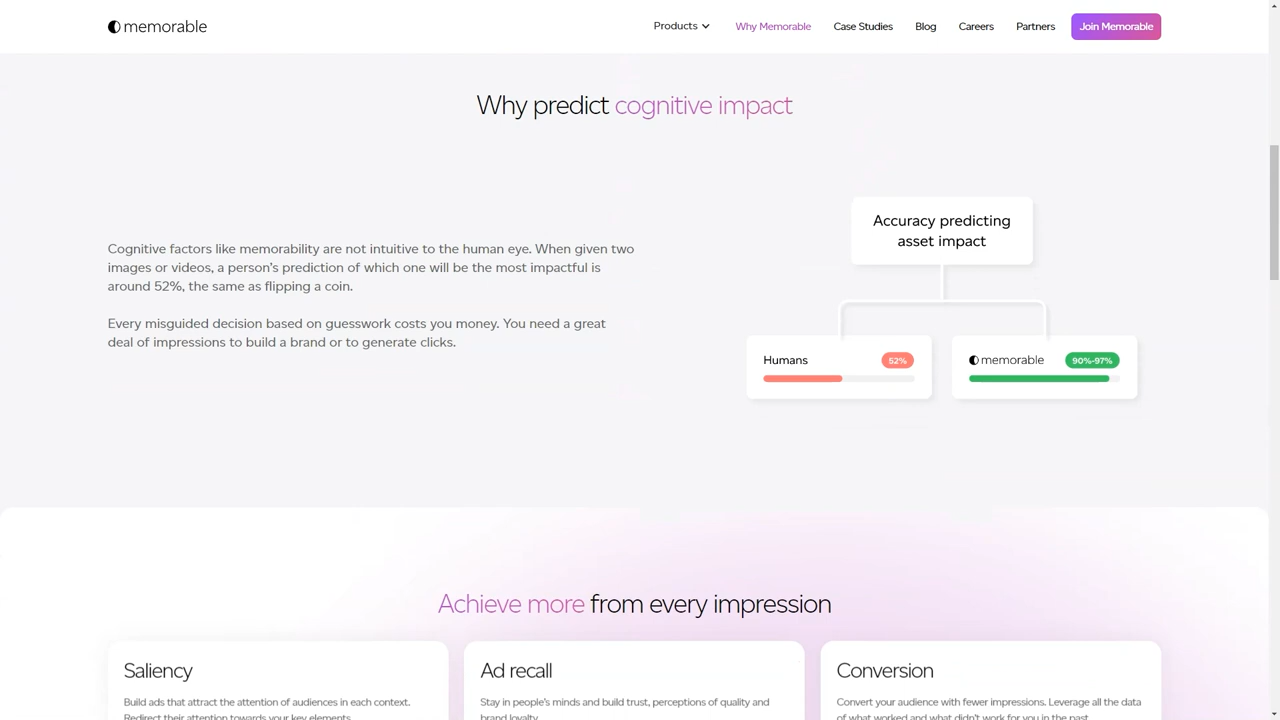 memorable
Products
Why Memorable
Case Studies
Blog
Careers
Partners
Join Memorable
Why predict cognitive impact
Cognitive factors like memorability are not intuitive to the human eye. When given two
images or videos, a person's prediction of which one will be the most impactful is
around 52%, the same as flipping a coin.
Every misguided decision based on guesswork costs you money. You need a great
deal of impressions to build a brand or to generate clicks.
Accuracy predicting
asset impact
Humans
52%
memorable
90%-97%
Achieve more from every impression
Saliency
Build ads that attract the attention of audiences in each context.
Redirect their attention towards your key elements.
Ad recall
Stay in people's minds and build trust, perceptions of quality and
brand loyalty.
Conversion
Convert your audience with fewer impressions. Leverage all the data
of what worked and what didn't work for you in the past.